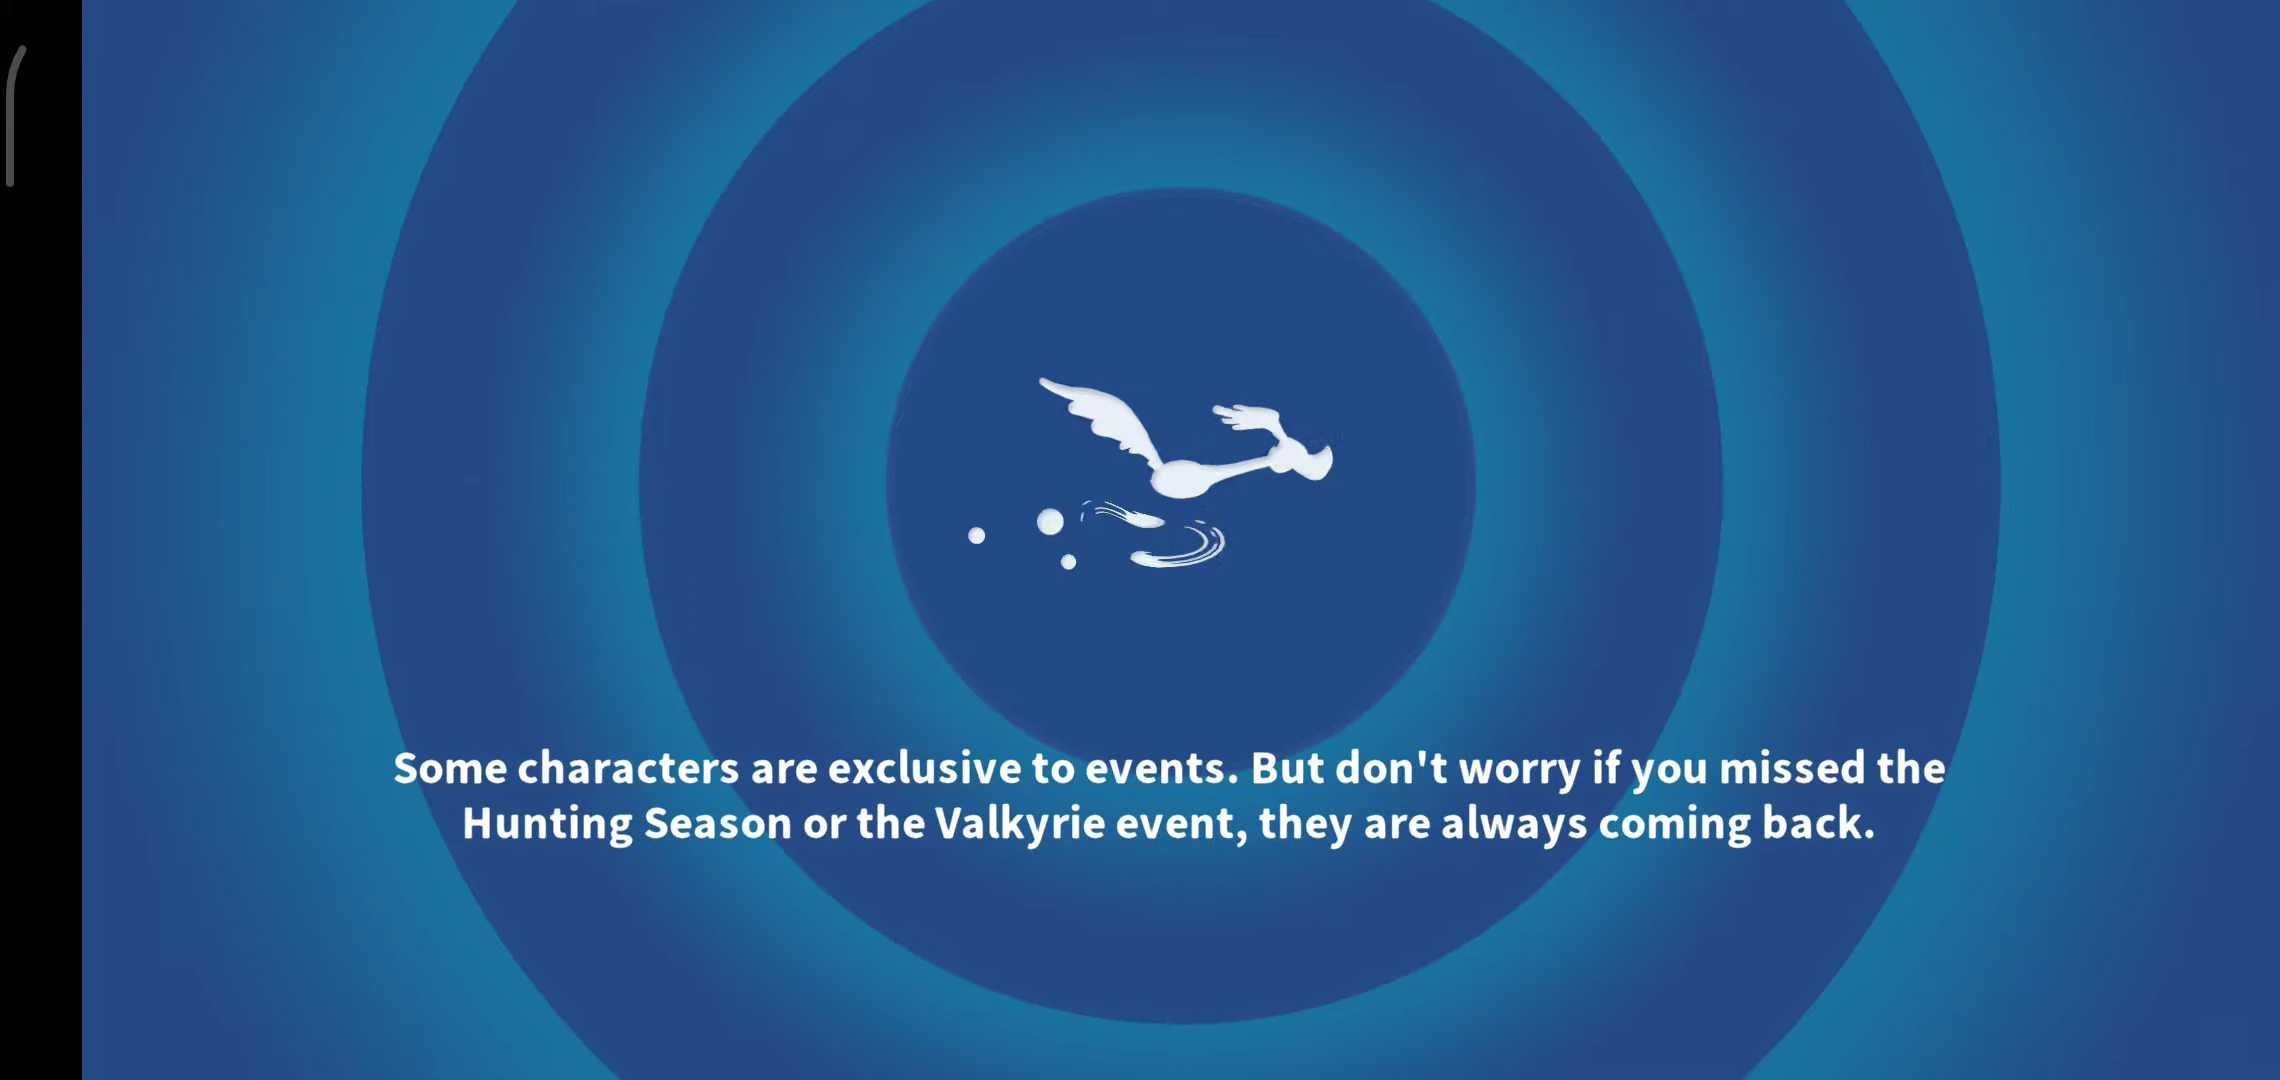 Some characters are exclusive to events. But don't worry if you missed the
Hunting Season or the Valkyrie event, they are always coming back.